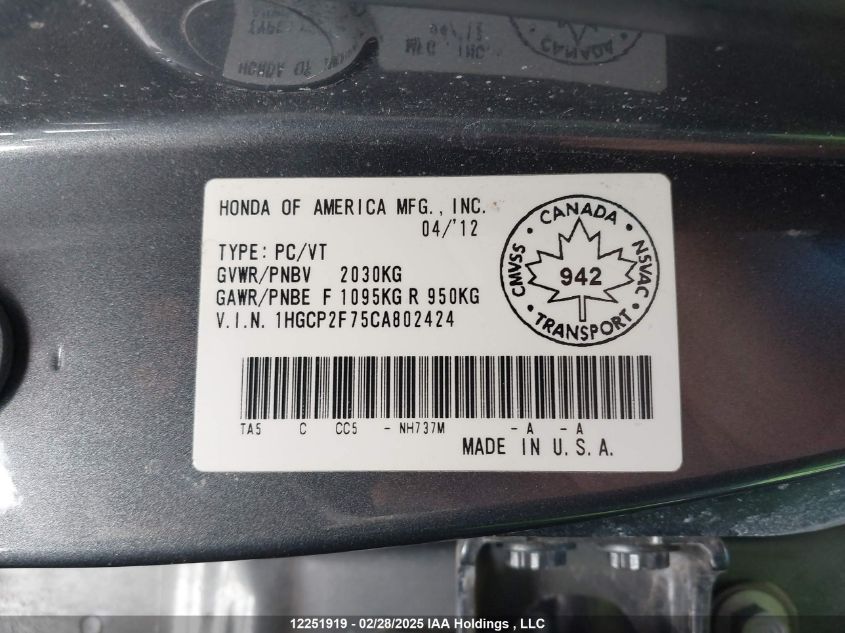 HONDA OF AMERICA MFG., INC.
04/'12
TYPE: PC/VT
GVWR/PNBV 2030KG
GAWR/PNBE F 1095KG R 950KG
V.I.N. 1HGCP2F75CA802424
CANADA
CMVSS
942
NSVAC
TRANSPORT
TA5 C CC5 - NH737M - A - A
MADE IN U.S.A.
12251919 - 02/28/2025 IAA Holdings, LLC